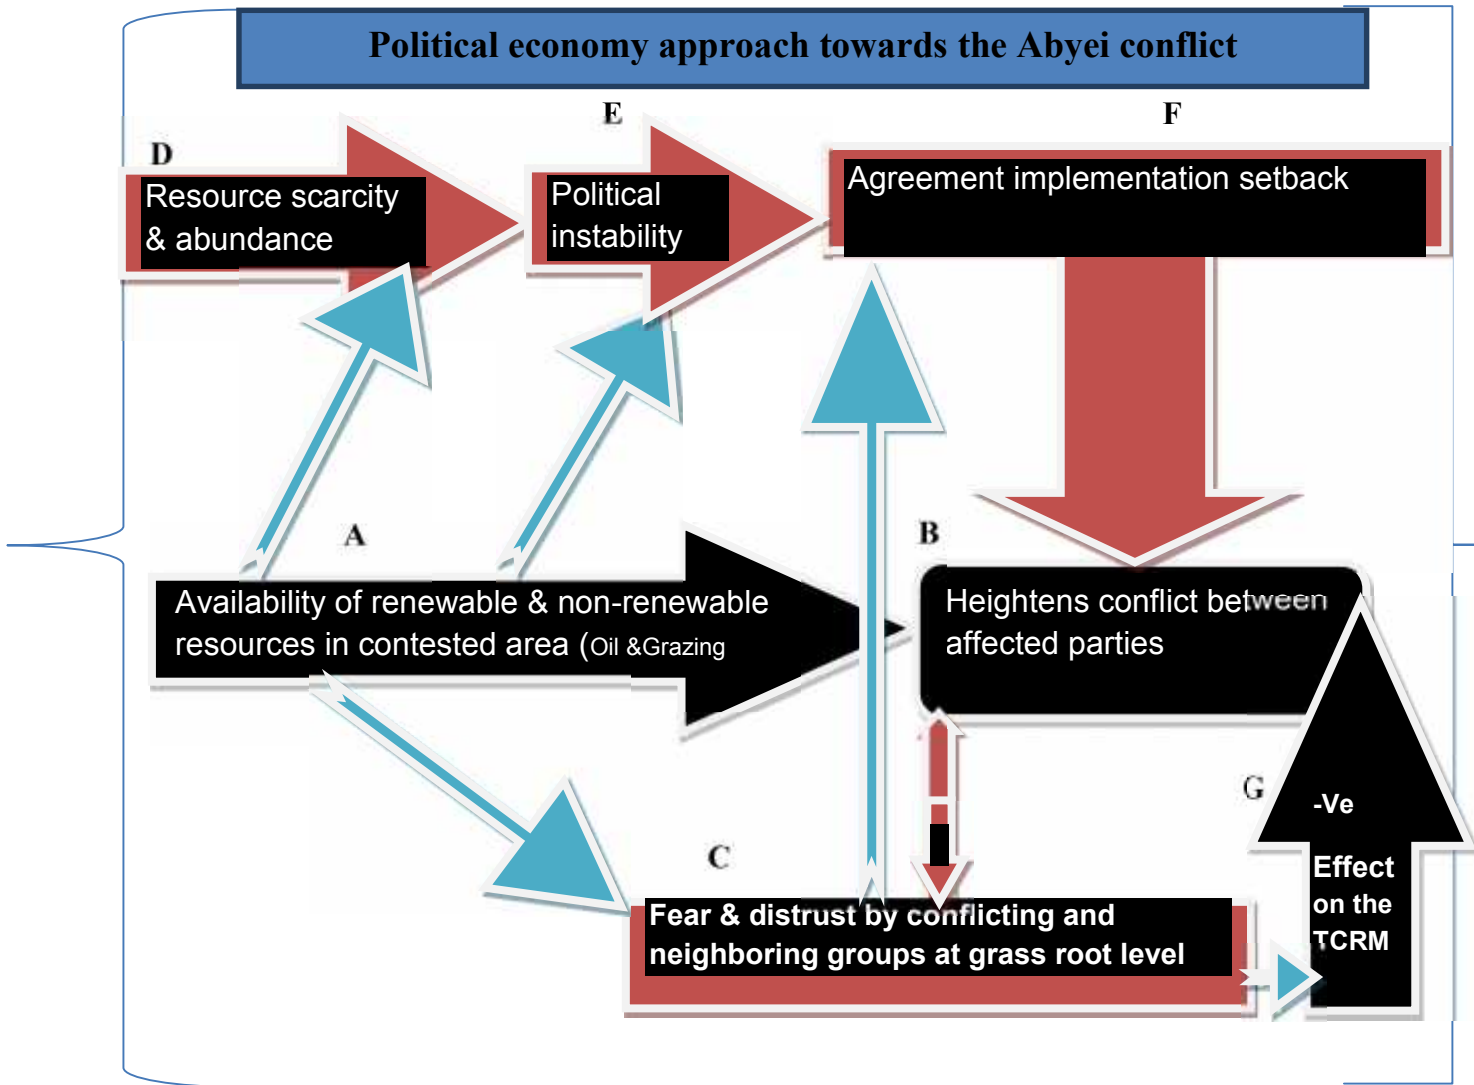 Political economy approach towards the Abyei conflict
E
F
D
Resource scarcity
& abundance
Political
instability
Agreement implementation setback
A
B
Availability of renewable & non-renewable
resources in contested area (Oil &Grazing
Heightens conflict between
affected parties
G
-Ve
Effect
on the
TCRM
C
Fear & distrust by conflicting and
neighboring groups at grass root level